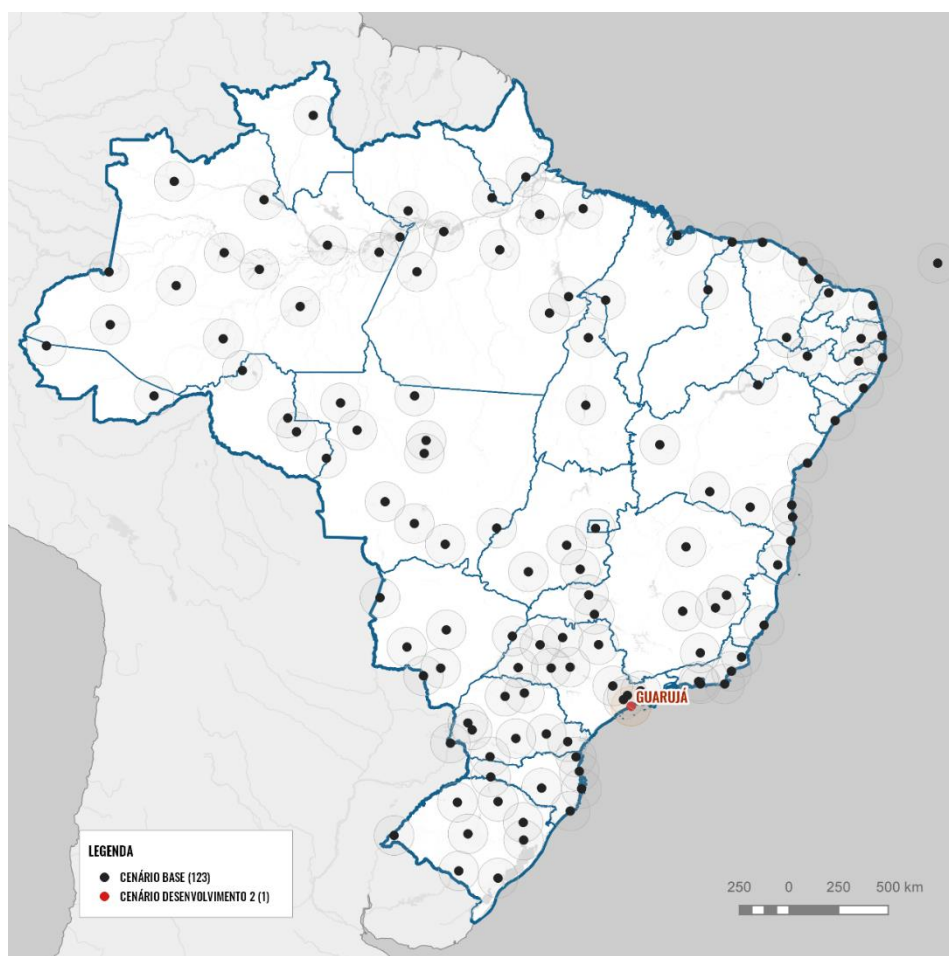 GUARUJÁ
LEGENDA
CENÁRIO BASE (123)
CENÁRIO DESENVOLVIMENTO 2 (1)
250 0 250 500 km